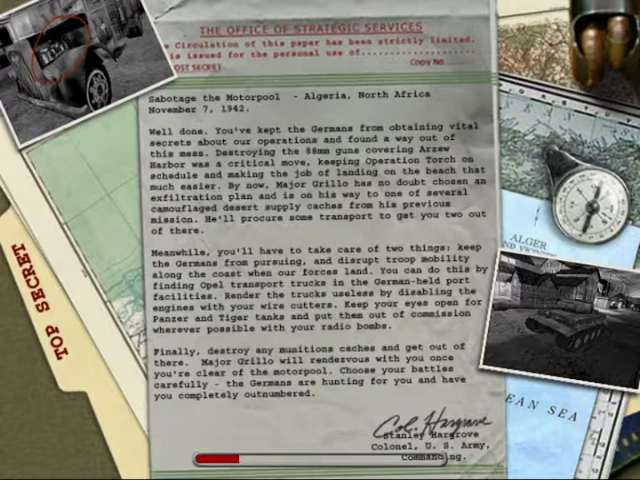 THE OFFICE OF STRATEGIC SERVICES
Circulation of this paper has been strictly limited.
is issued for the personal use of
OST SECRET Copy No.
Sabotage the Motorpool - Algeria, North Africa
November 7, 1942.
Well done. You've kept the Germans from obtaining vital
secrets about our operations and found a way out of
this mess. Destroying the 88mm guns covering Arzew
Harbor was a critical move, keeping Operation Torch on
schedule and making the job of landing on the beach that
much easier. By now, Major Grillo has no doubt chosen an
exfiltration plan and is on his way to one of several
camouflaged desert supply caches from his previous
mission. He'll procure some transport to get you two out
of there.
Meanwhile, you'll have to take care of two things: keep
the Germans from pursuing, and disrupt troop mobility
along the coast when our forces land. You can do this by
finding Opel transport trucks in the German-held port
facilities. Render the trucks useless by disabling the
engines with your wire cutters. Keep your eyes open for
Panzer and Tiger tanks and put them out of commission
wherever possible with your radio bombs.
Finally, destroy any munitions caches and get out of
there. Major Grillo will rendezvous with you once
you're clear of the motorpool. Choose your battles
carefully - the Germans are hunting for you and have
you completely outnumbered.
Col. Hargrove
Stanley Hargrove
Colonel, U. S. Army,
Commanding.
TOP SECRET
ALGER
EAN SEA